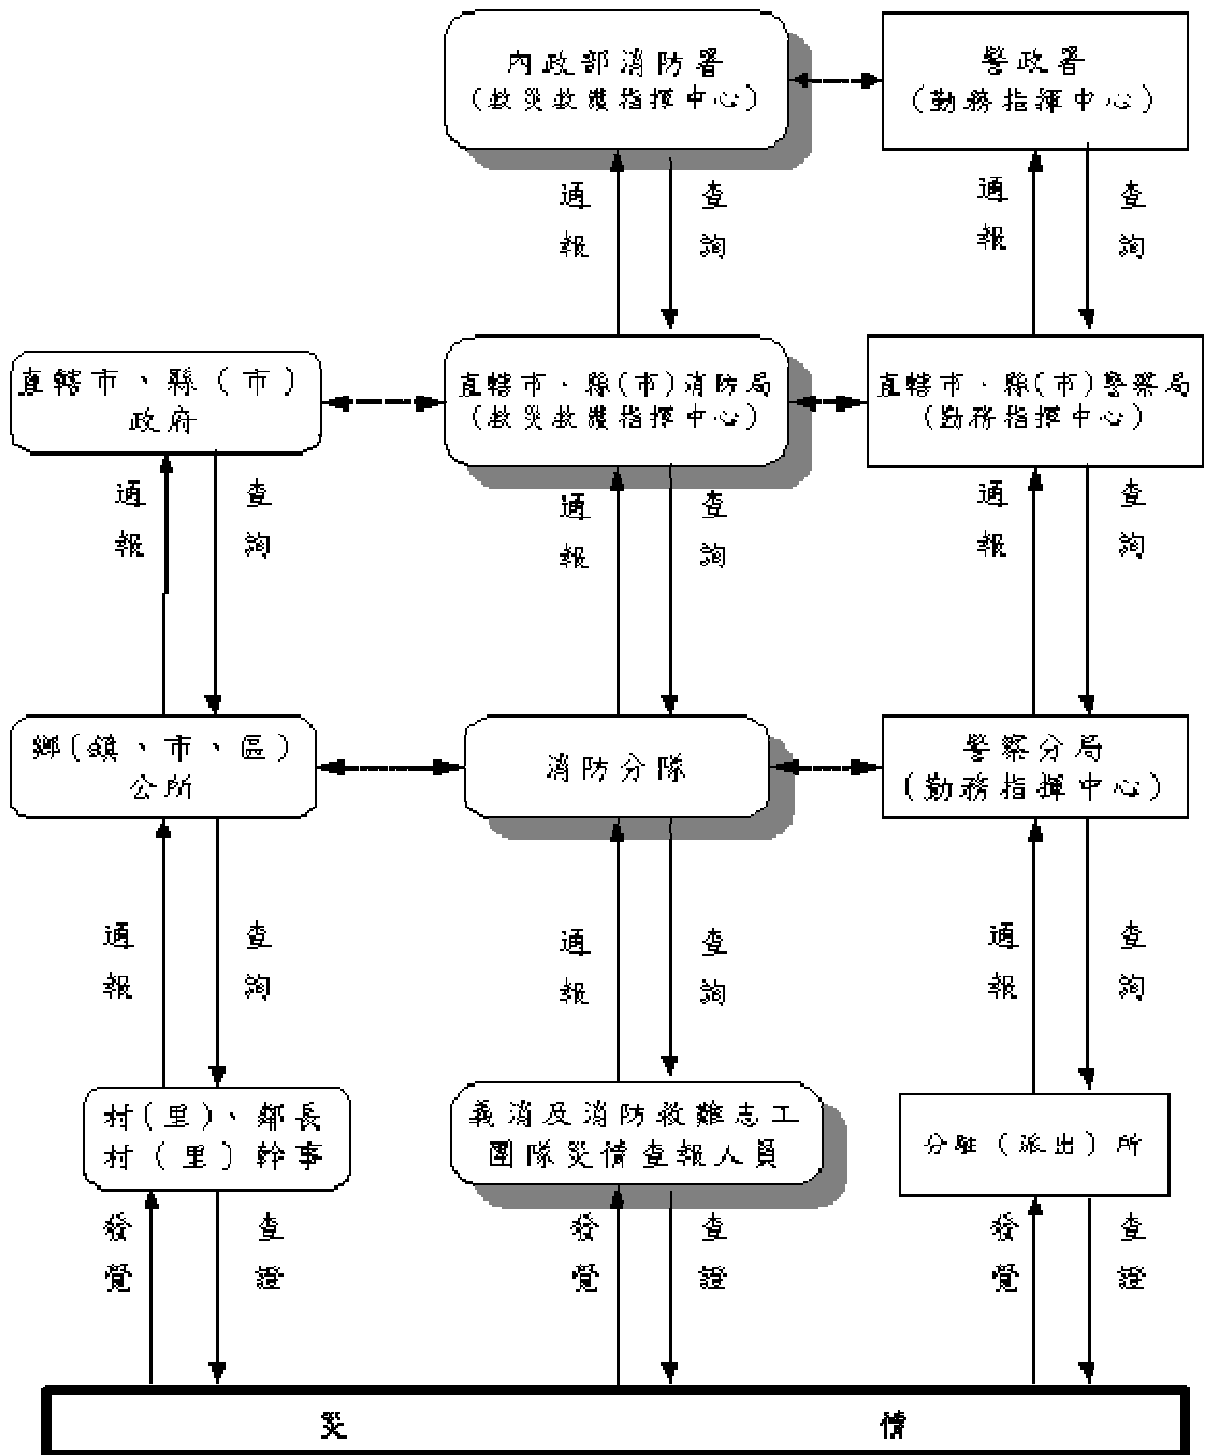 內政部消防署
(救災救護指揮中心)
警政署
(勤務指揮中心)
通報
查詢
通報
查詢
直轄市、縣（市）
政府
直轄市、縣(市)消防局
(救災救護指揮中心)
直轄市、縣(市)警察局
(勤務指揮中心)
通報
查詢
通報
查詢
通報
查詢
鄉(鎮、市、區)
公所
消防分隊
警察分局
(勤務指揮中心)
通報
查詢
通報
查詢
通報
查詢
村(里)、鄰長
村（里）幹事
義消及消防救難志工
團隊災情查報人員
分駐（派出）所
發覺
查證
發覺
查證
發覺
查證
災情